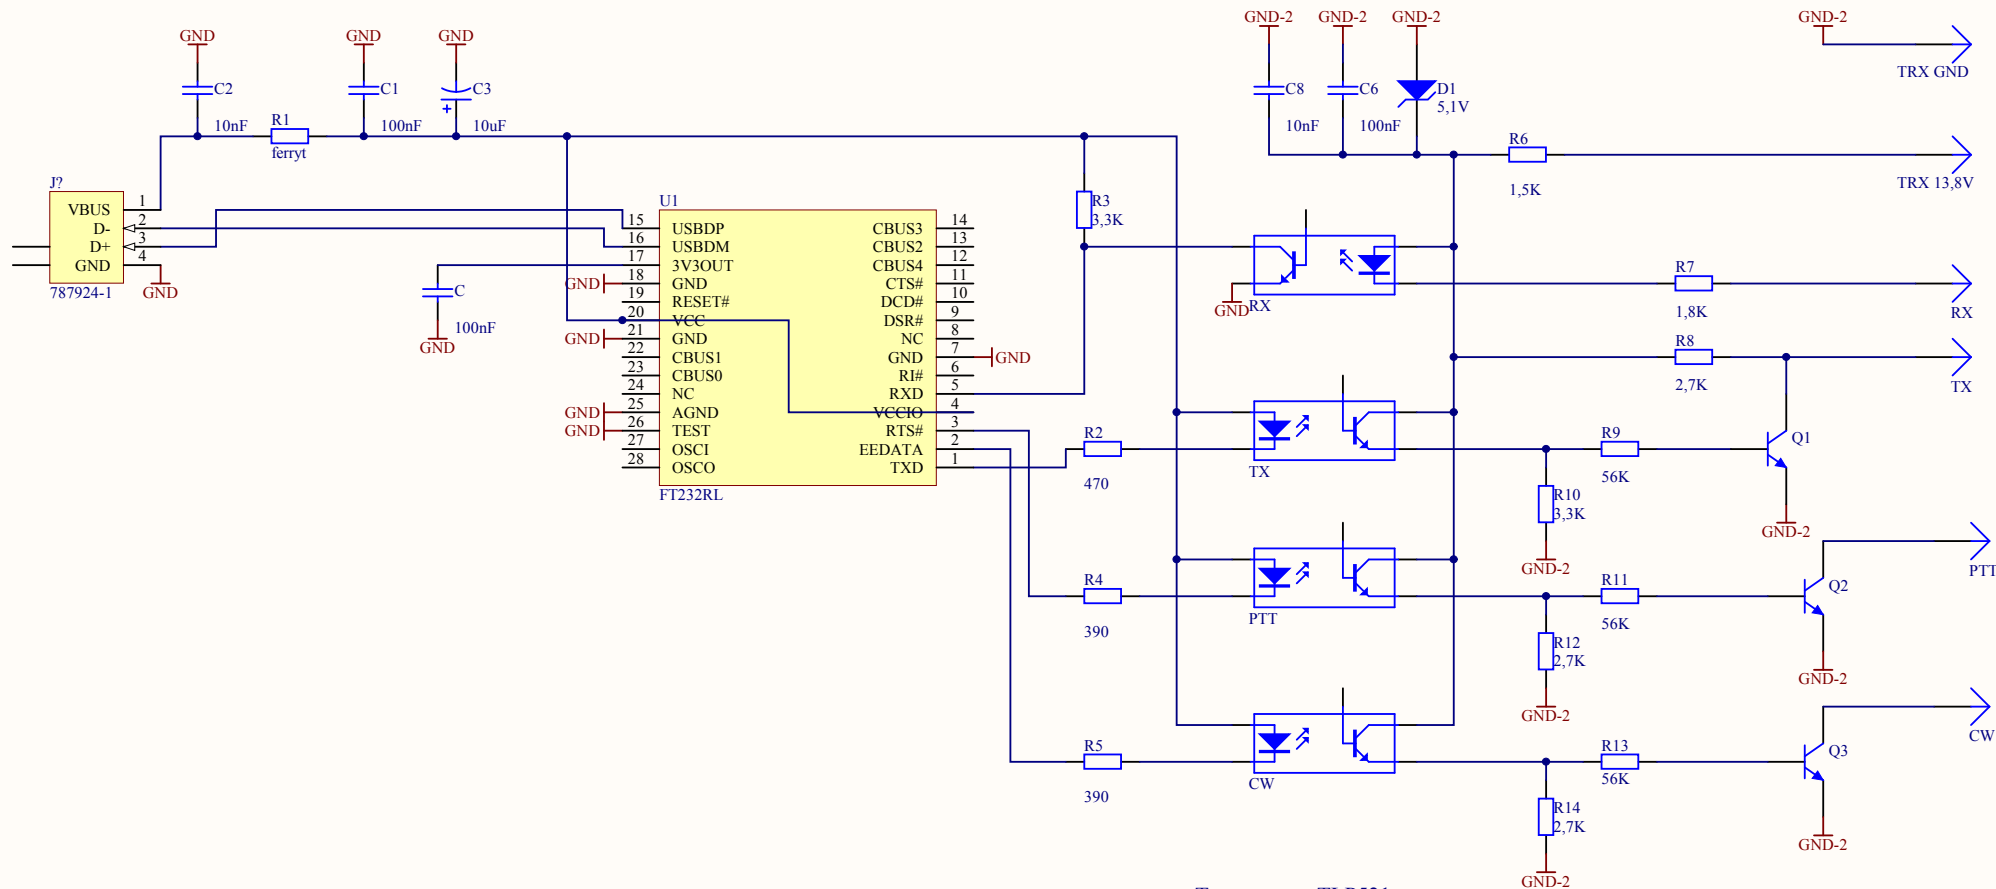 GND
GND
GND
GND-2
GND-2
GND-2
GND-2
TRX GND
C2
10nF
R1
ferryt
C1
100nF
C3
10uF
C8
10nF
C6
100nF
D1
5,1V
R6
1,5K
TRX 13,8V
J?
VBUS
D-
D+
GND
1
2
3
4
787924-1
GND
C
100nF
GND
U1
15 USBDP
16 USBDM
17 3V3OUT
GND 18 GND
19 RESET#
20 VCC
GND 21 GND
22 CBUS1
23 CBUS0
24 NC
GND 25 AGND
GND 26 TEST
27 OSCI
28 OSCO
CBUS3 14
CBUS2 13
CBUS4 12
CTS# 11
DCD# 10
DSR# 9
NC 8
GND 7 GND
RI# 6
RXD 5
VCCIO 4
RTS# 3
EEDATA 2
TXD 1
FT232RL
R3
3,3K
GND
RX
R7
1,8K
RX
R8
2,7K
TX
R2
470
TX
R9
56K
Q1
R10
3,3K
GND-2
GND-2
R4
390
PTT
R11
56K
Q2
PTT
R12
2,7K
GND-2
GND-2
R5
390
CW
R13
56K
Q3
CW
R14
2,7K
GND-2
GND-2